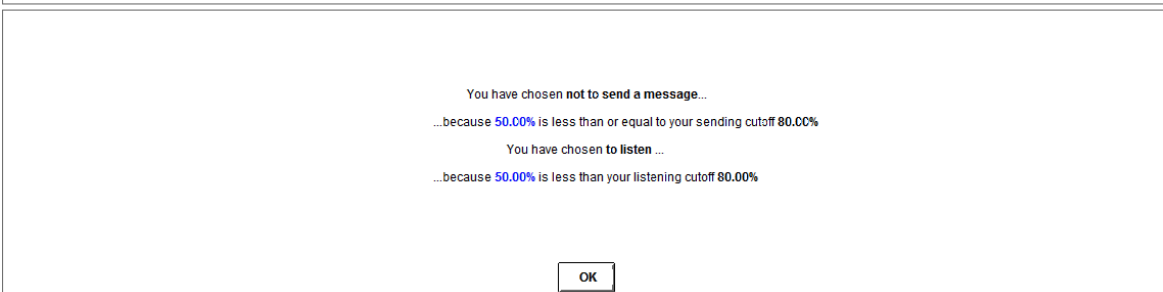 You have chosen not to send a message...
...because 50.00% is less than or equal to your sending cutoff 80.00%
You have chosen to listen ...
...because 50.00% is less than your listening cutoff 80.00%
OK